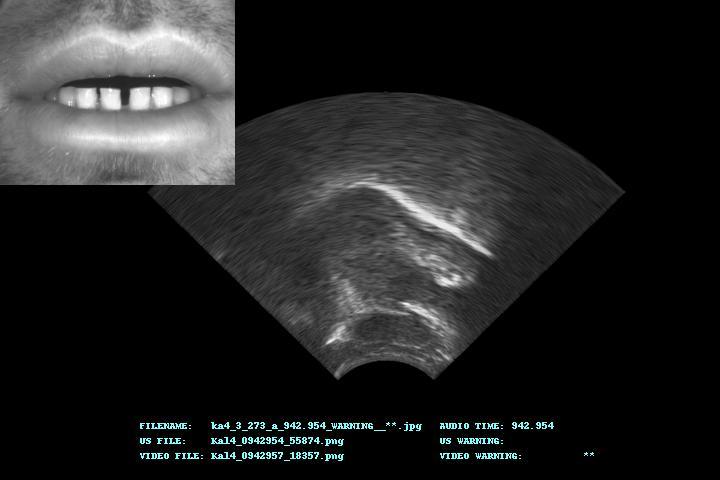 FILENAME: ka4_3_273_a_942.954_WARNING__**.jpg AUDIO TIME: 942.954
US FILE: Kal4_0942954_55874.png US WARNING:
VIDEO FILE: Kal4_0942957_18357.png VIDEO WARNING: **